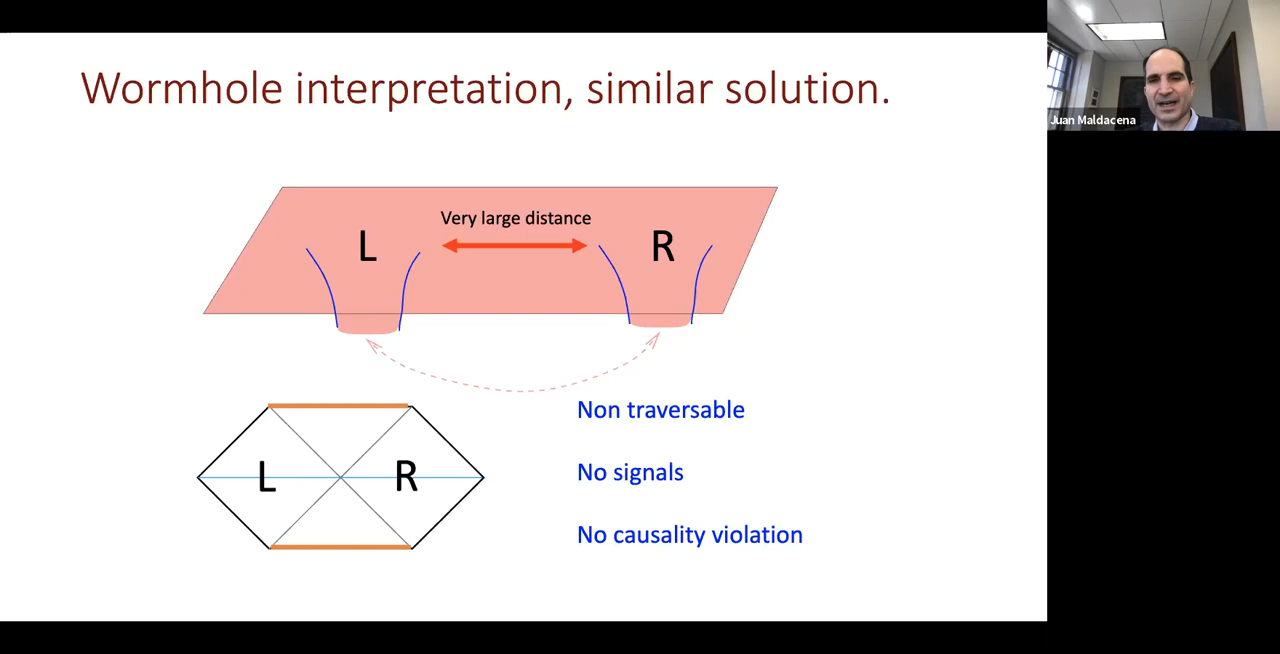 Wormhole interpretation, similar solution.
Juan Maldacena
Very large distance
L
R
Non traversable
L
R
No signals
No causality violation